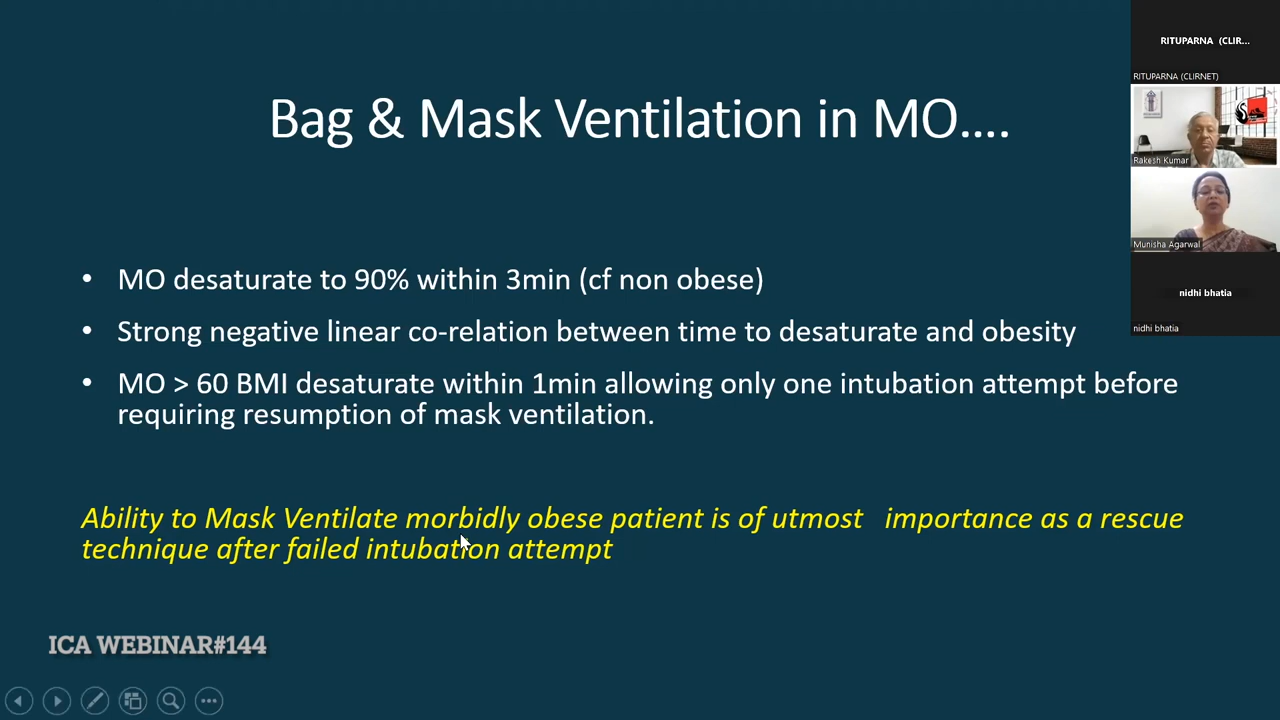 Bag & Mask Ventilation in MO....
• MO desaturate to 90% within 3min (cf non obese)
• Strong negative linear co-relation between time to desaturate and obesity
• MO > 60 BMI desaturate within 1min allowing only one intubation attempt before
requiring resumption of mask ventilation.
Ability to Mask Ventilate morbidly obese patient is of utmost importance as a rescue
technique after failed intubation attempt
ICA WEBINAR#144
RITUPARNA (CLIR...
RITUPARNA (CLIRNET)
Rakesh Kumar
Munisha Agarwal
nidhi bhatia
nidhi bhatia